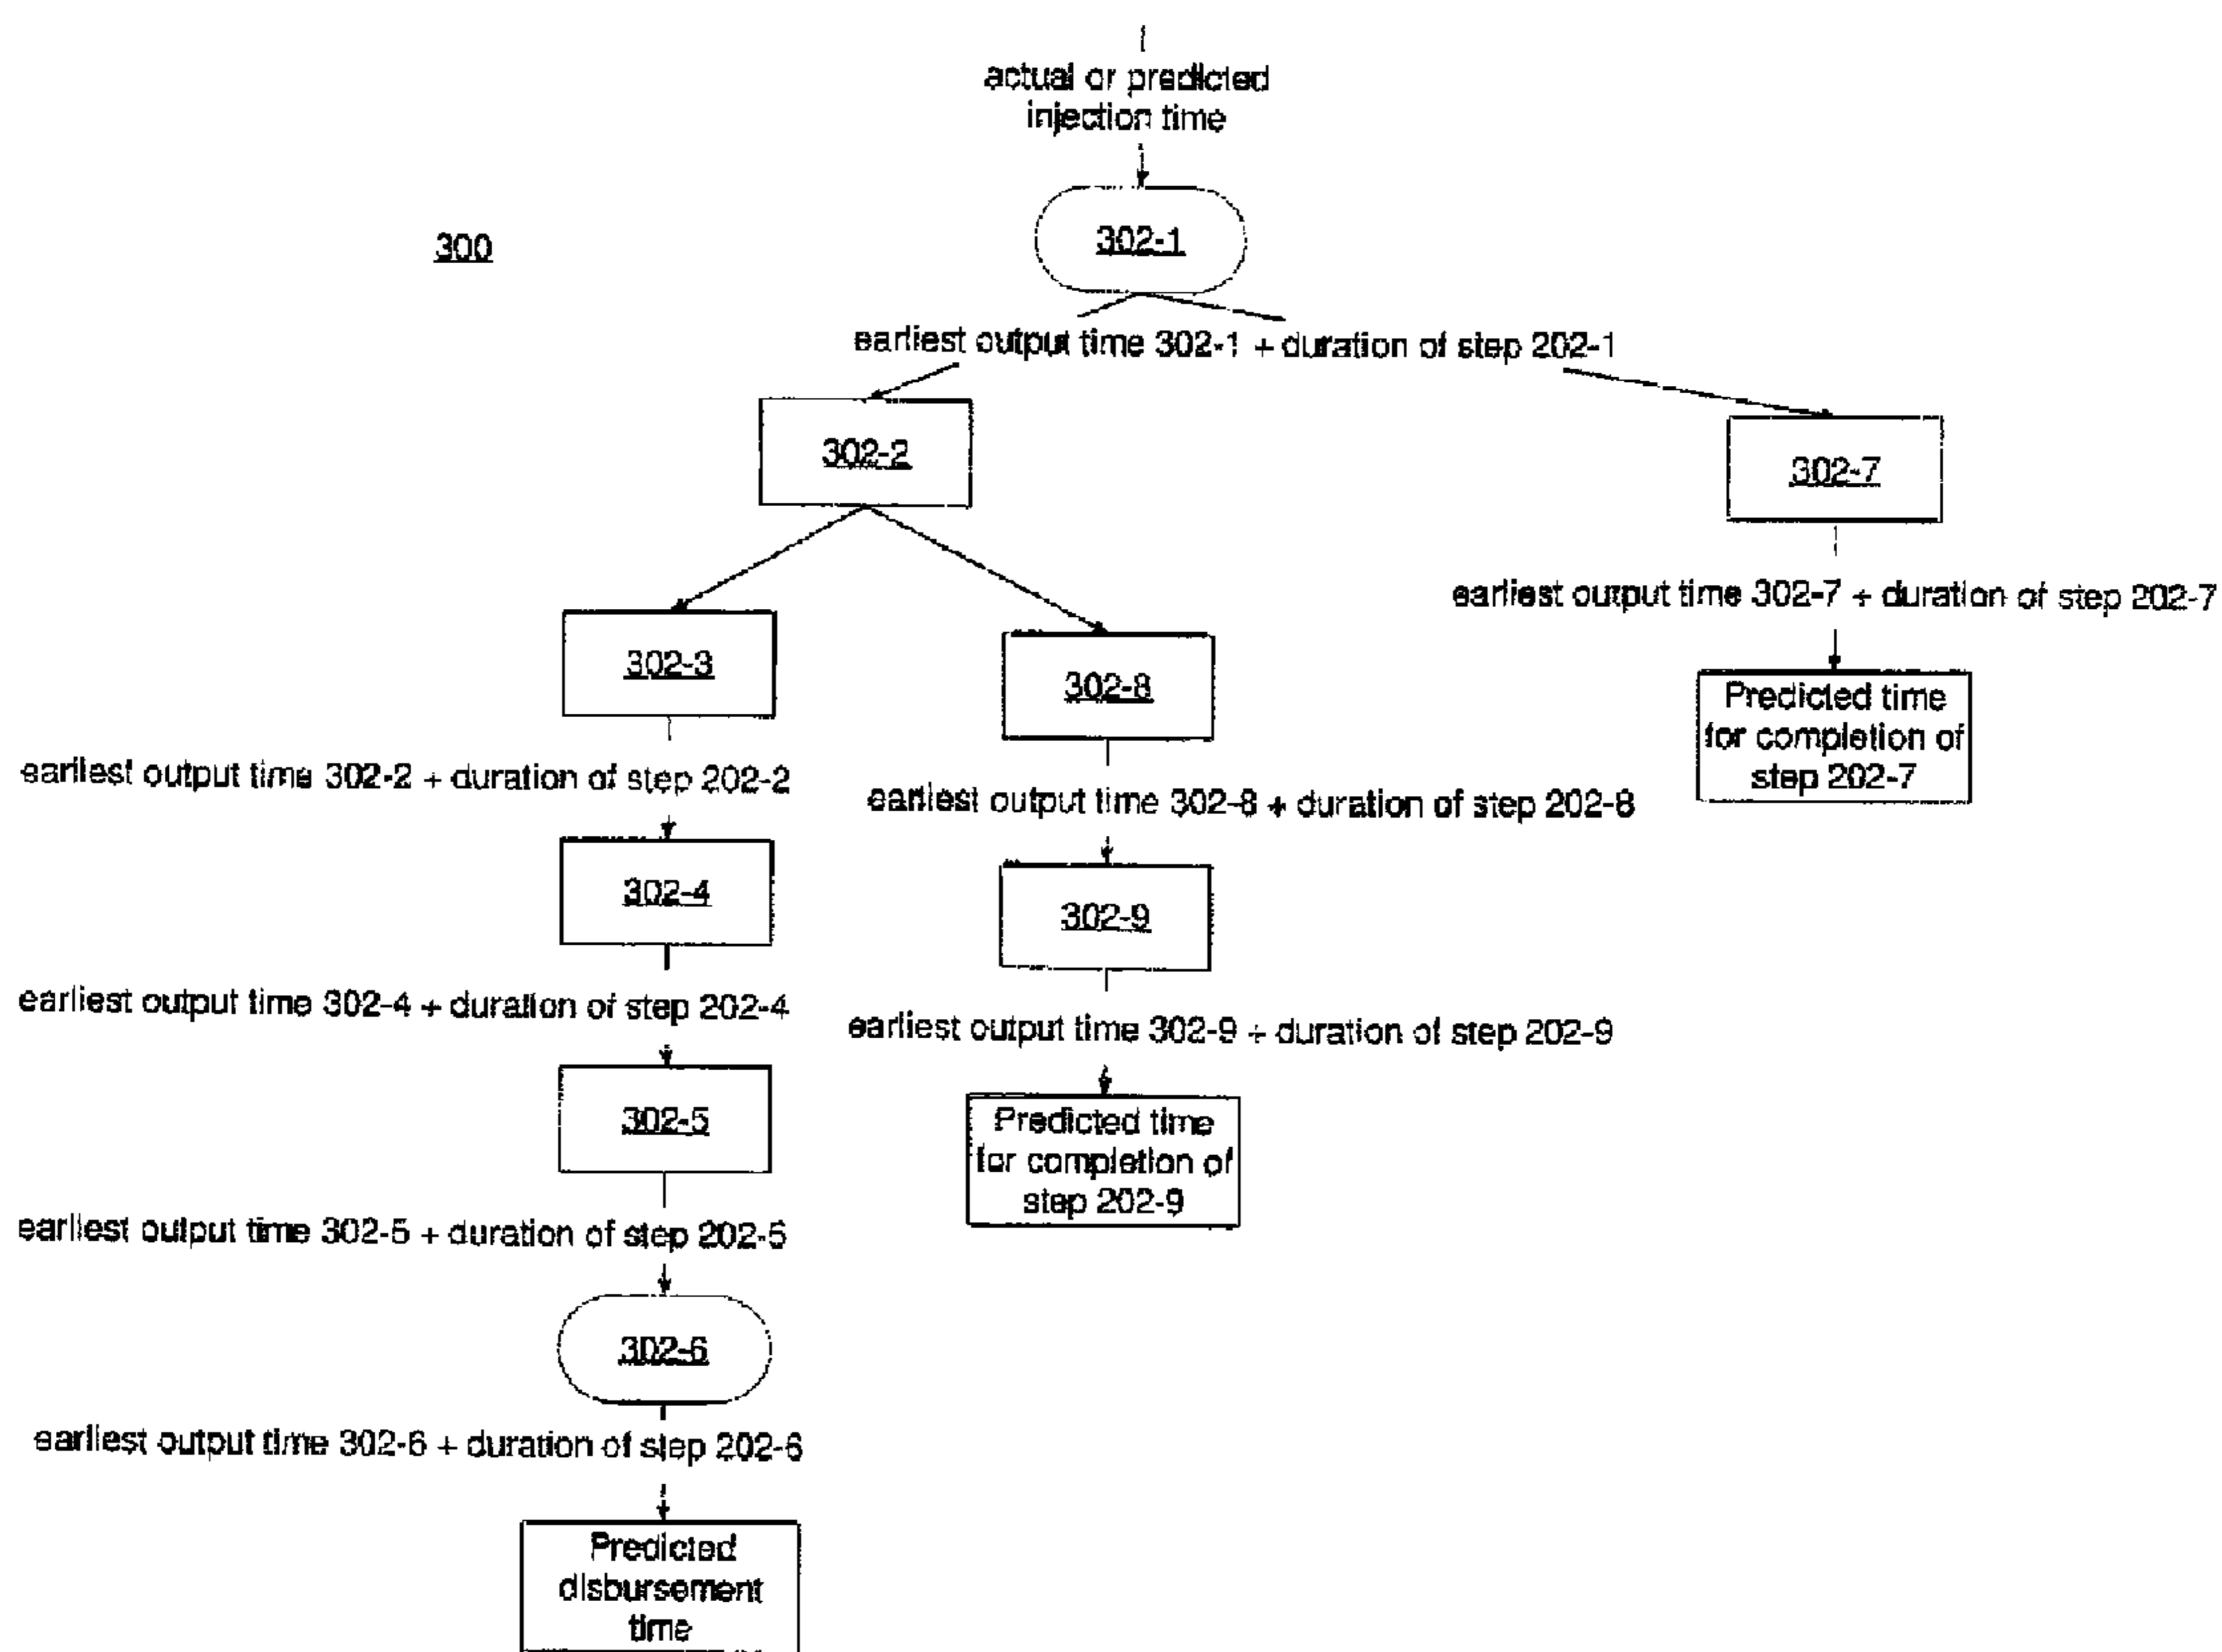 actual or predicted
injection time
300
302-1
earliest output time 302-1 + duration of step 202-1
302-2
302-7
earliest output time 302-7 + duration of step 202-7
302-3
302-8
Predicted time
for completion of
step 202-7
earliest output time 302-2 + duration of step 202-2
earliest output time 302-8 + duration of step 202-8
302-4
302-9
earliest output time 302-4 + duration of step 202-4
earliest output time 302-9 + duration of step 202-9
302-5
Predicted time
for completion of
step 202-9
earliest output time 302-5 + duration of step 202-5
302-6
earliest output time 302-6 + duration of step 202-6
Predicted
disbursement
time